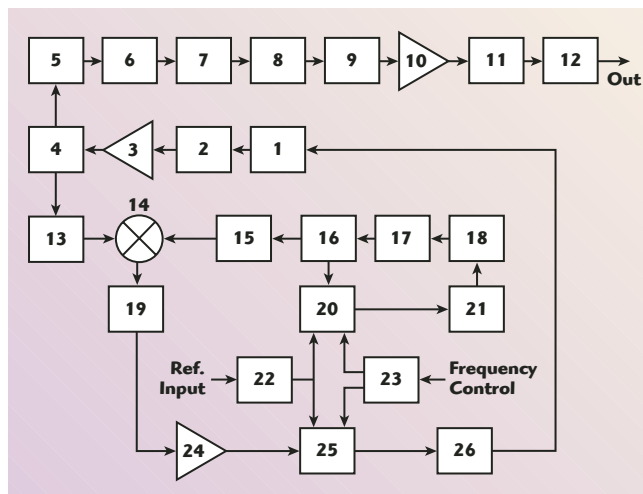 5 6 7 8 9 10 11 12
Out
4 3 2 1
14
13 15 16 17 18
19 20 21
Ref.
Input
22 23
Frequency
Control
24 25 26